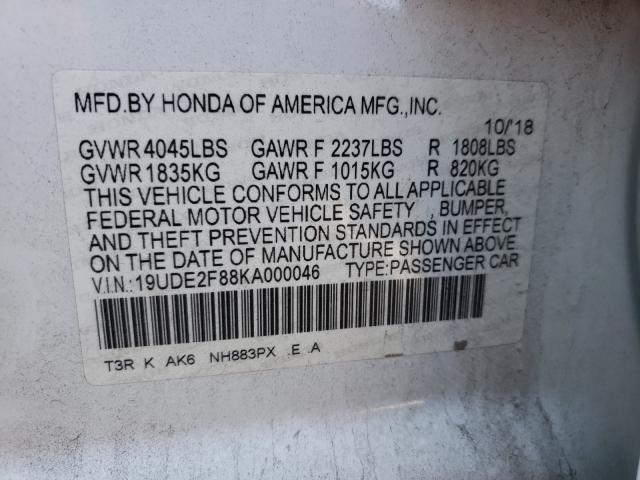 MFD.BY HONDA OF AMERICA MFG.,INC.
10/'18
GVWR 4045LBS GAWR F 2237LBS R 1808LBS
GVWR 1835KG GAWR F 1015KG R 820KG
THIS VEHICLE CONFORMS TO ALL APPLICABLE
FEDERAL MOTOR VEHICLE SAFETY , BUMPER,
AND THEFT PREVENTION STANDARDS IN EFFECT
ON THE DATE OF MANUFACTURE SHOWN ABOVE.
V.I.N.:19UDE2F88KA000046 TYPE:PASSENGER CAR
T3R K AK6 NH883PX .E .A